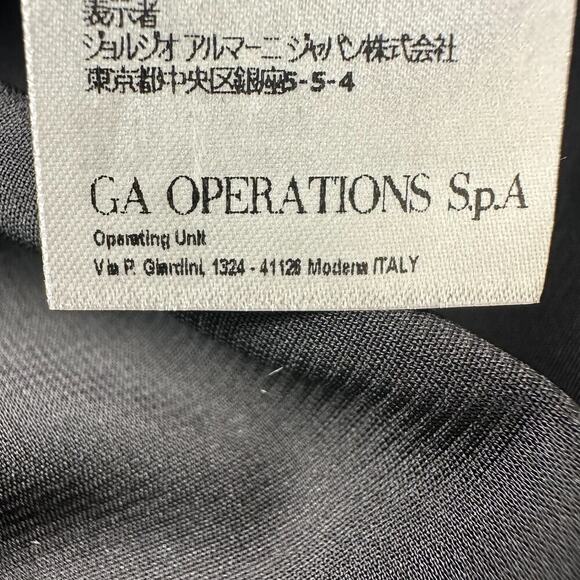 表示者
ジョルジオ アルマーニ ジャパン株式会社
東京都中央区銀座5-5-4
GA OPERATIONS S.p.A
Operating Unit
Via P. Giardini, 1324 - 41126 Modena ITALY